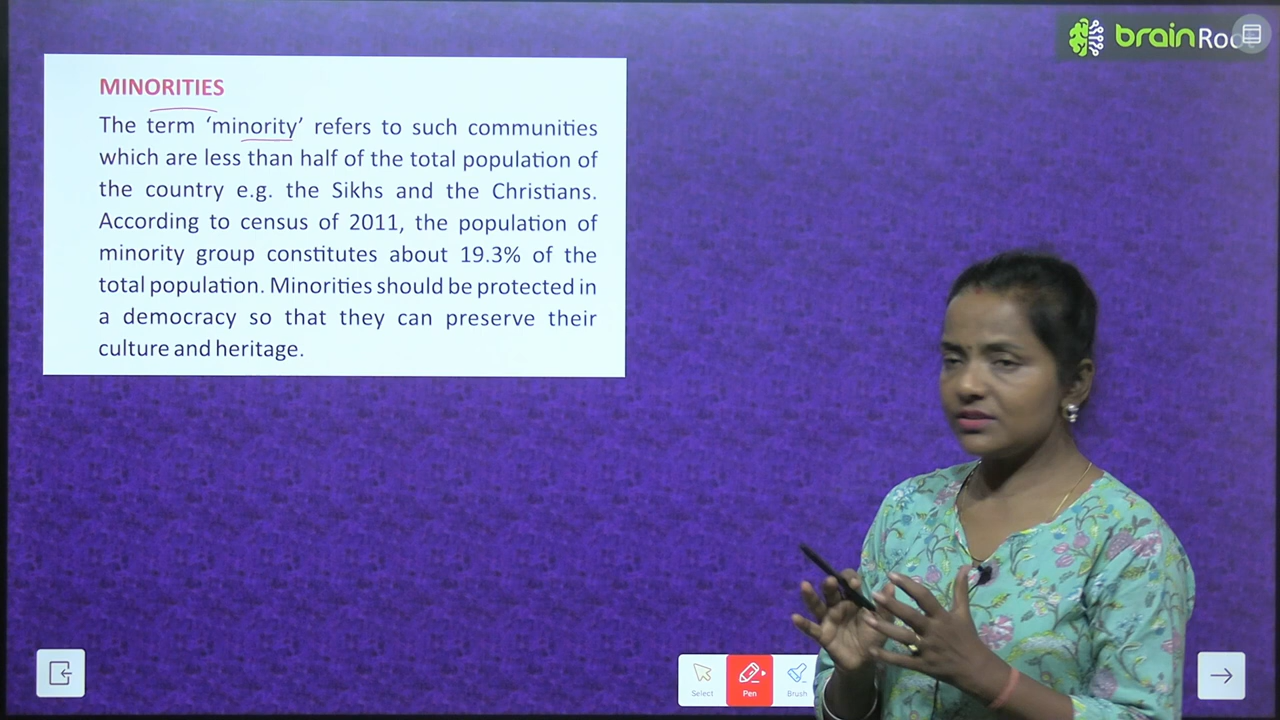 brain Roo
MINORITIES
The term ‘minority’ refers to such communities
which are less than half of the total population of
the country e.g. the Sikhs and the Christians.
According to census of 2011, the population of
minority group constitutes about 19.3% of the
total population. Minorities should be protected in
a democracy so that they can preserve their
culture and heritage.
Select
Pen
Brush